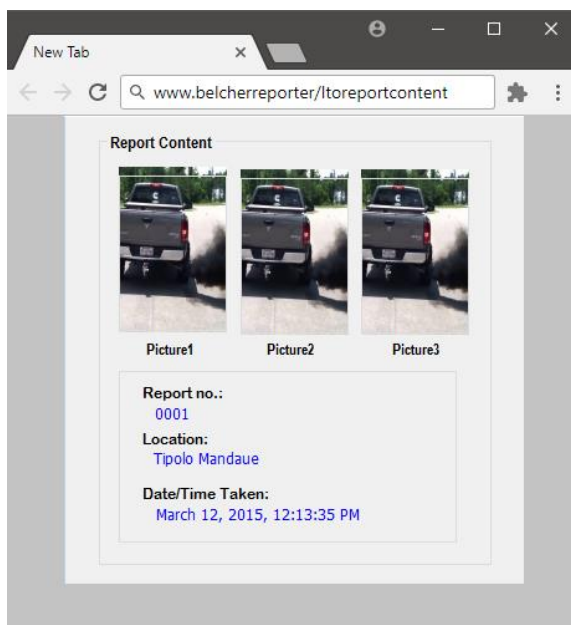 New Tab
www.belcherreporter/ltoreportcontent
Report Content
Picture1 Picture2 Picture3
Report no.:
0001
Location:
Tipolo Mandaue
Date/Time Taken:
March 12, 2015, 12:13:35 PM